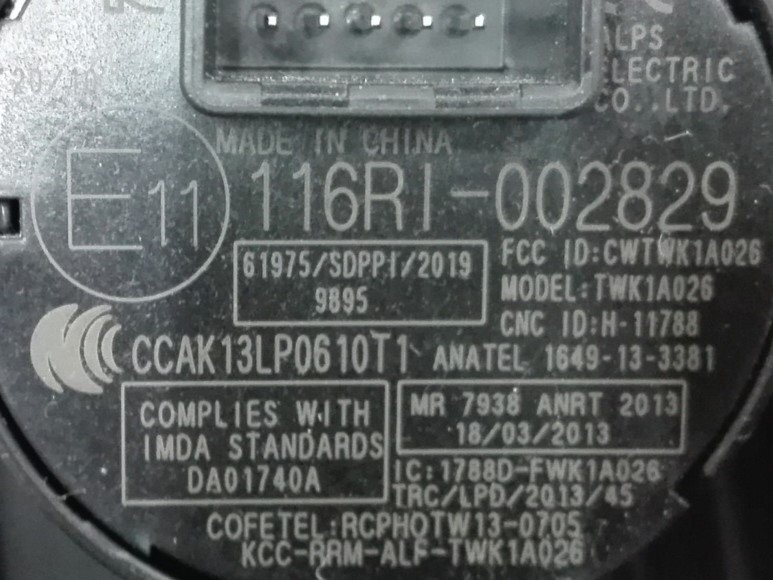 ALPS
ELECTRIC
CO.,LTD.
20/10
MADE IN CHINA
E11
116RI-002829
61975/SDPPI/2019
9895
FCC ID:CWTWK1A026
MODEL:TWK1A026
CNC ID:H-11788
CCAK13LP0610T1
ANATEL 1649-13-3381
COMPLIES WITH
IMDA STANDARDS
DA01740A
MR 7938 ANRT 2013
18/03/2013
IC:1788D-FWK1A026
TRC/LPD/2013/45
COFETEL:RCPHOTW13-0705
KCC-RRM-ALF-TWK1A026